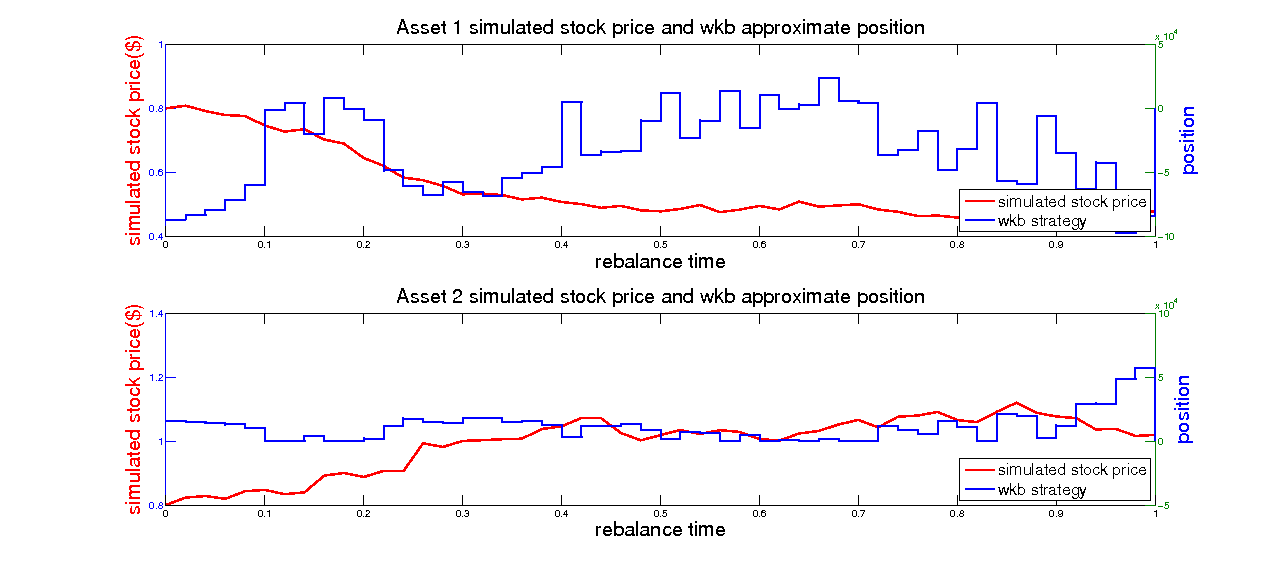 Asset 1 simulated stock price and wkb approximate position
x 10^4
simulated stock price($)
1
0.8
0.6
0.4
5
0
−5
−10
position
simulated stock price
wkb strategy
0 0.1 0.2 0.3 0.4 0.5 0.6 0.7 0.8 0.9 1
rebalance time
Asset 2 simulated stock price and wkb approximate position
x 10^4
simulated stock price($)
1.4
1.2
1
0.8
10
5
0
−5
position
simulated stock price
wkb strategy
0 0.1 0.2 0.3 0.4 0.5 0.6 0.7 0.8 0.9 1
rebalance time